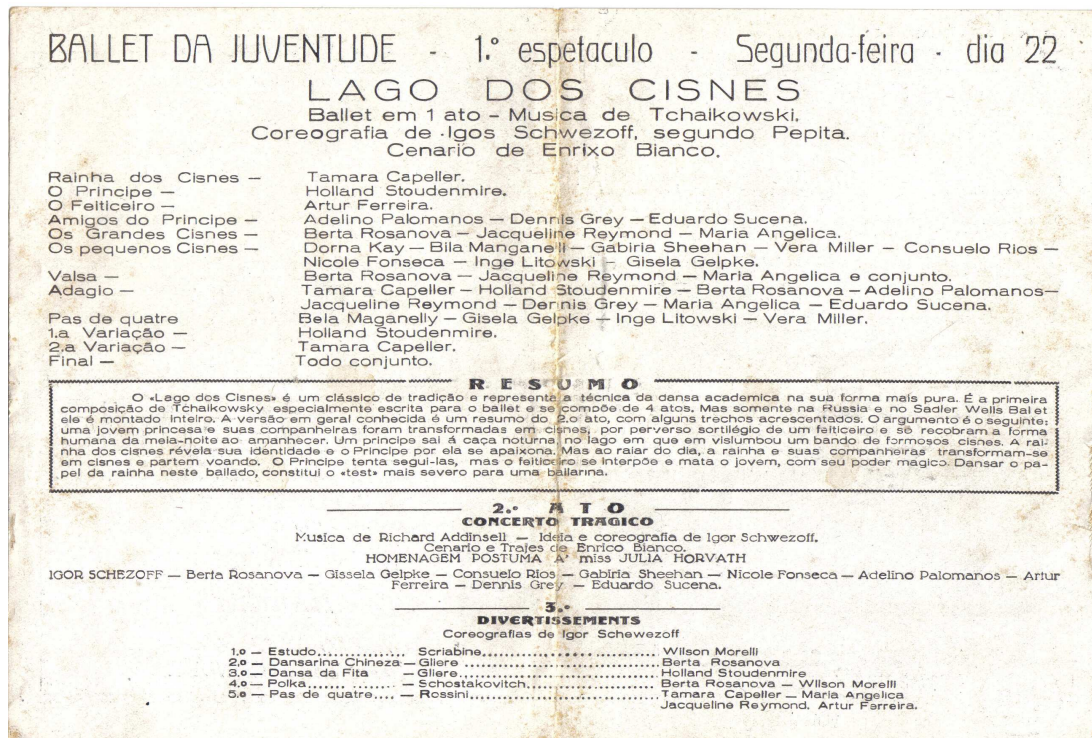 BALLET DA JUVENTUDE - 1.º espetaculo - Segunda-feira - dia 22
LAGO DOS CISNES
Ballet em 1 ato - Musica de Tchaikowski.
Coreografia de Igos Schwezoff, segundo Pepita.
Cenario de Enrixo Bianco.
Rainha dos Cisnes — Tamara Capeller.
O Principe — Holland Stoudenmire.
O Feiticeiro — Artur Ferreira.
Amigos do Principe — Adelino Palomanos — Dennis Grey — Eduardo Sucena.
Os Grandes Cisnes — Berta Rosanova — Jacqueline Reymond — Maria Angelica.
Os pequenos Cisnes — Dorna Kay — Bila Manganelli — Gabiria Sheehan — Vera Miller — Consuelo Rios —
Nicole Fonseca — Inge Litowski — Gisela Gelpke.
Valsa — Berta Rosanova — Jacqueline Reymond — Maria Angelica e conjunto.
Adagio — Tamara Capeller — Holland Stoudenmire — Berta Rosanova — Adelino Palomanos—
Jacqueline Reymond — Dennis Grey — Maria Angelica — Eduardo Sucena.
Pas de quatre Bela Maganelly — Gisela Gelpke — Inge Litowski — Vera Miller.
1.a Variação — Holland Stoudenmire.
2.a Variação — Tamara Capeller.
Final — Todo conjunto.
RESUMO
O «Lago dos Cisnes» é um clássico de tradição e representa a técnica da dansa academica na sua forma mais pura. É a primeira
composição de Tchaikowsky especialmente escrita para o ballet e se compõe de 4 atos. Mas somente na Russia e no Sadler Wells Ballet
ele é montado inteiro. A versão em geral conhecida é um resumo do 2.o ato, com alguns trechos acrescentados. O argumento é o seguinte:
uma jovem princesa e suas companheiras foram transformadas em cisnes, por perverso sortilégio de um feiticeiro e só recobram a forma
humana da meia-noite ao amanhecer. Um principe sai á caça noturna, no lago em que em vislumbou um bando de formosos cisnes. A rai-
nha dos cisnes révela sua identidade e o Principe por ela se apaixona. Mas ao raiar do dia, a rainha e suas companheiras transformam-se
em cisnes e partem voando. O Principe tenta segui-las, mas o feiticeiro se interpõe e mata o jovem, com seu poder magico. Dansar o pa-
pel da rainha neste bailado, constitui o «test» mais severo para uma bailarina.
2.º ATO
CONCERTO TRAGICO
Musica de Richard Addinsell — Ideia e coreografia de Igor Schwezoff.
Cenario e Trajes de Enrico Bianco.
HOMENAGEM POSTUMA A' miss JULIA HORVATH
IGOR SCHEZOFF — Berta Rosanova — Gissela Gelpke — Consuelo Rios — Gabiria Sheehan — Nicole Fonseca — Adelino Palomanos — Artur
Ferreira — Dennis Grey — Eduardo Sucena.
3.º
DIVERTISSEMENTS
Coreografias de Igor Schewezoff
1.o — Estudo.............. Scriabine............................ Wilson Morelli
2.o — Dansarina Chineza — Gliere ............................ Berta Rosanova
3.o — Dansa da Fita — Gliere............................ Holland Stoudenmire
4.o — Polka...... ....... — Schostakovitch............................ Berta Rosanova — Wilson Morelli
5.o — Pas de quatre.... — Rossini............................ Tamara Capeller — Maria Angelica
Jacqueline Reymond. Artur Ferreira.